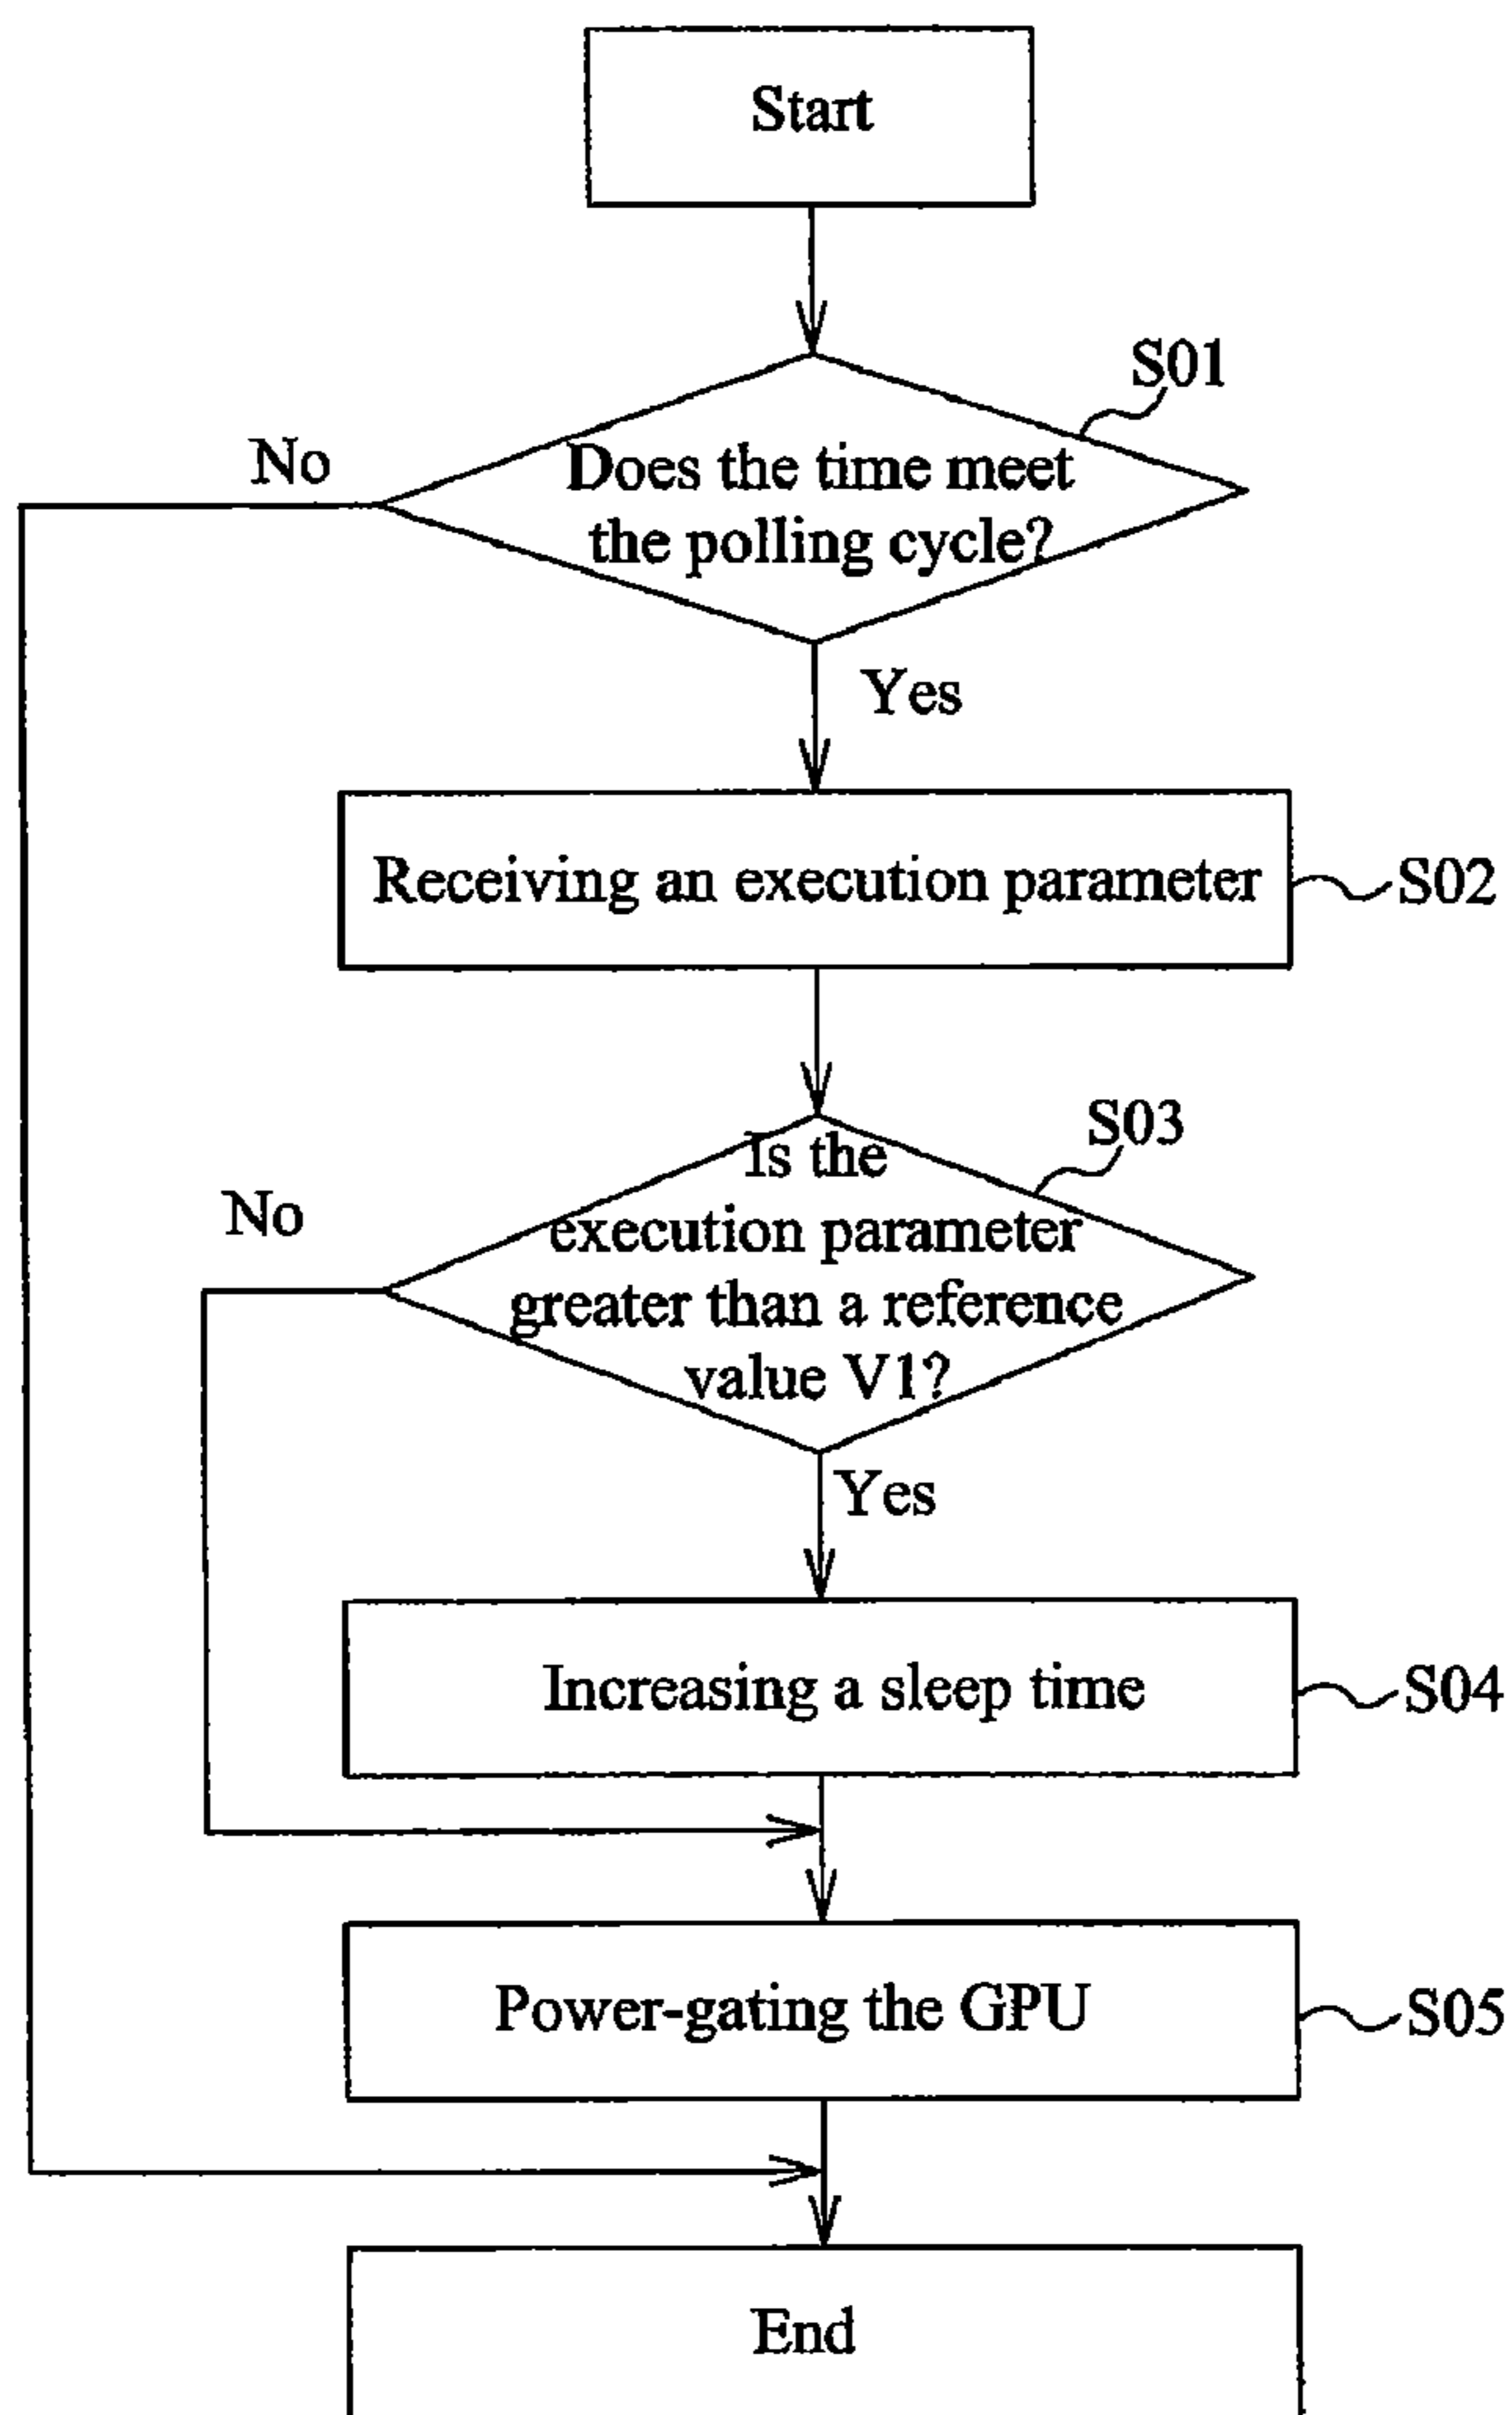 Start
S01
No
Does the time meet
the polling cycle?
Yes
Receiving an execution parameter
S02
S03
Is the
No
execution parameter
greater than a reference
value V1?
Yes
Increasing a sleep time
S04
Power-gating the GPU
S05
End